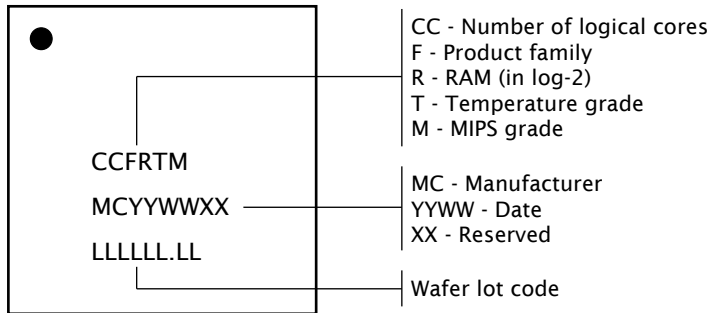 CCFRTM
MCYYWWXX
LLLLLL.LL
CC - Number of logical cores
F - Product family
R - RAM (in log-2)
T - Temperature grade
M - MIPS grade
MC - Manufacturer
YYWW - Date
XX - Reserved
Wafer lot code